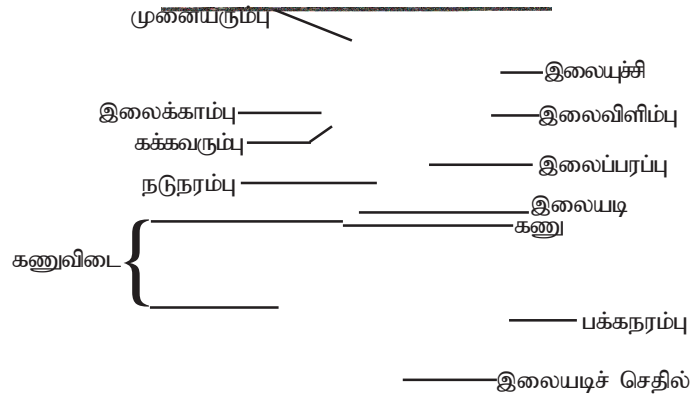 முனையரும்பு
இலையுச்சி
இலைக்காம்பு
இலைவிளிம்பு
கக்கவரும்பு
இலைப்பரப்பு
நடுநரம்பு
இலையடி
கணு
கணுவிடை
பக்கநரம்பு
இலையடிச் செதில்